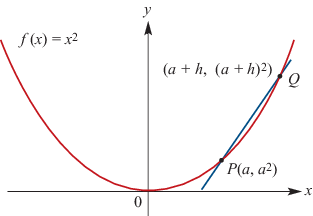 y
f(x) = x²
(a + h, (a + h)²)
Q
P(a, a²)
0
x